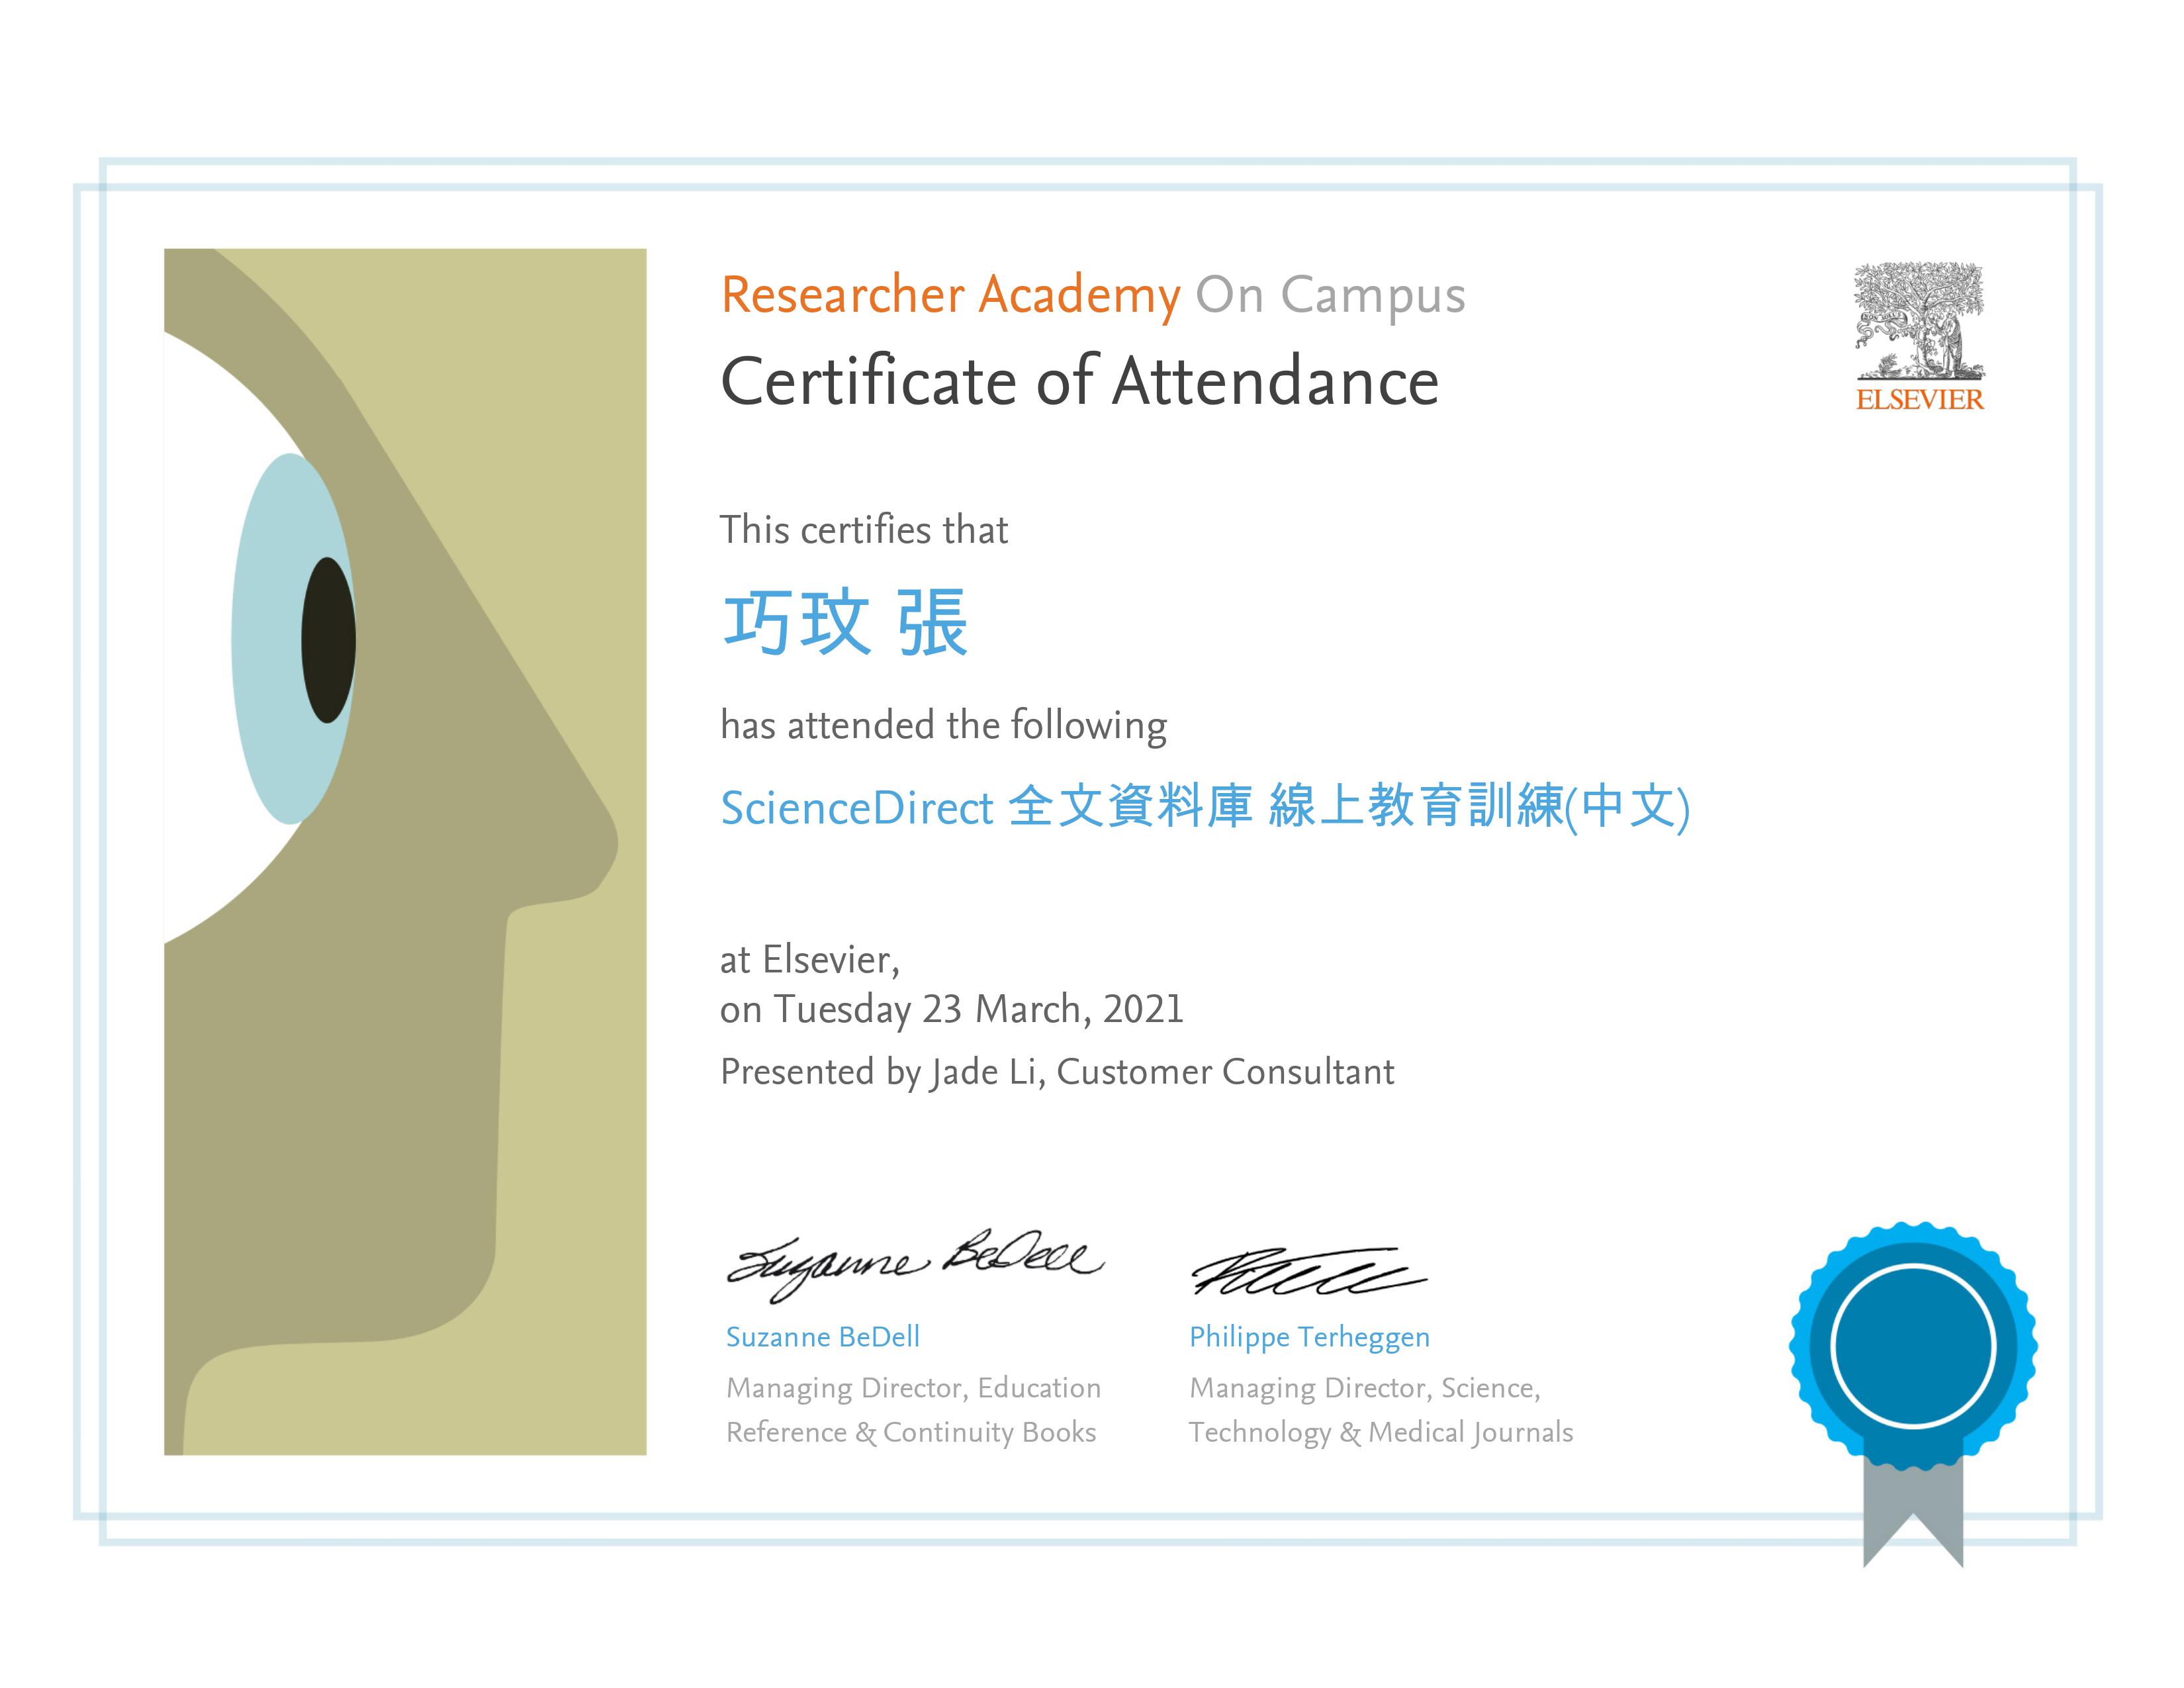 Researcher Academy On Campus
Certificate of Attendance
ELSEVIER
This certifies that
巧玟 張
has attended the following
ScienceDirect 全文資料庫 線上教育訓練(中文)
at Elsevier,
on Tuesday 23 March, 2021
Presented by Jade Li, Customer Consultant
Suzanne BeDell
Suzanne BeDell
Managing Director, Education
Reference & Continuity Books
Philippe Terheggen
Managing Director, Science,
Technology & Medical Journals